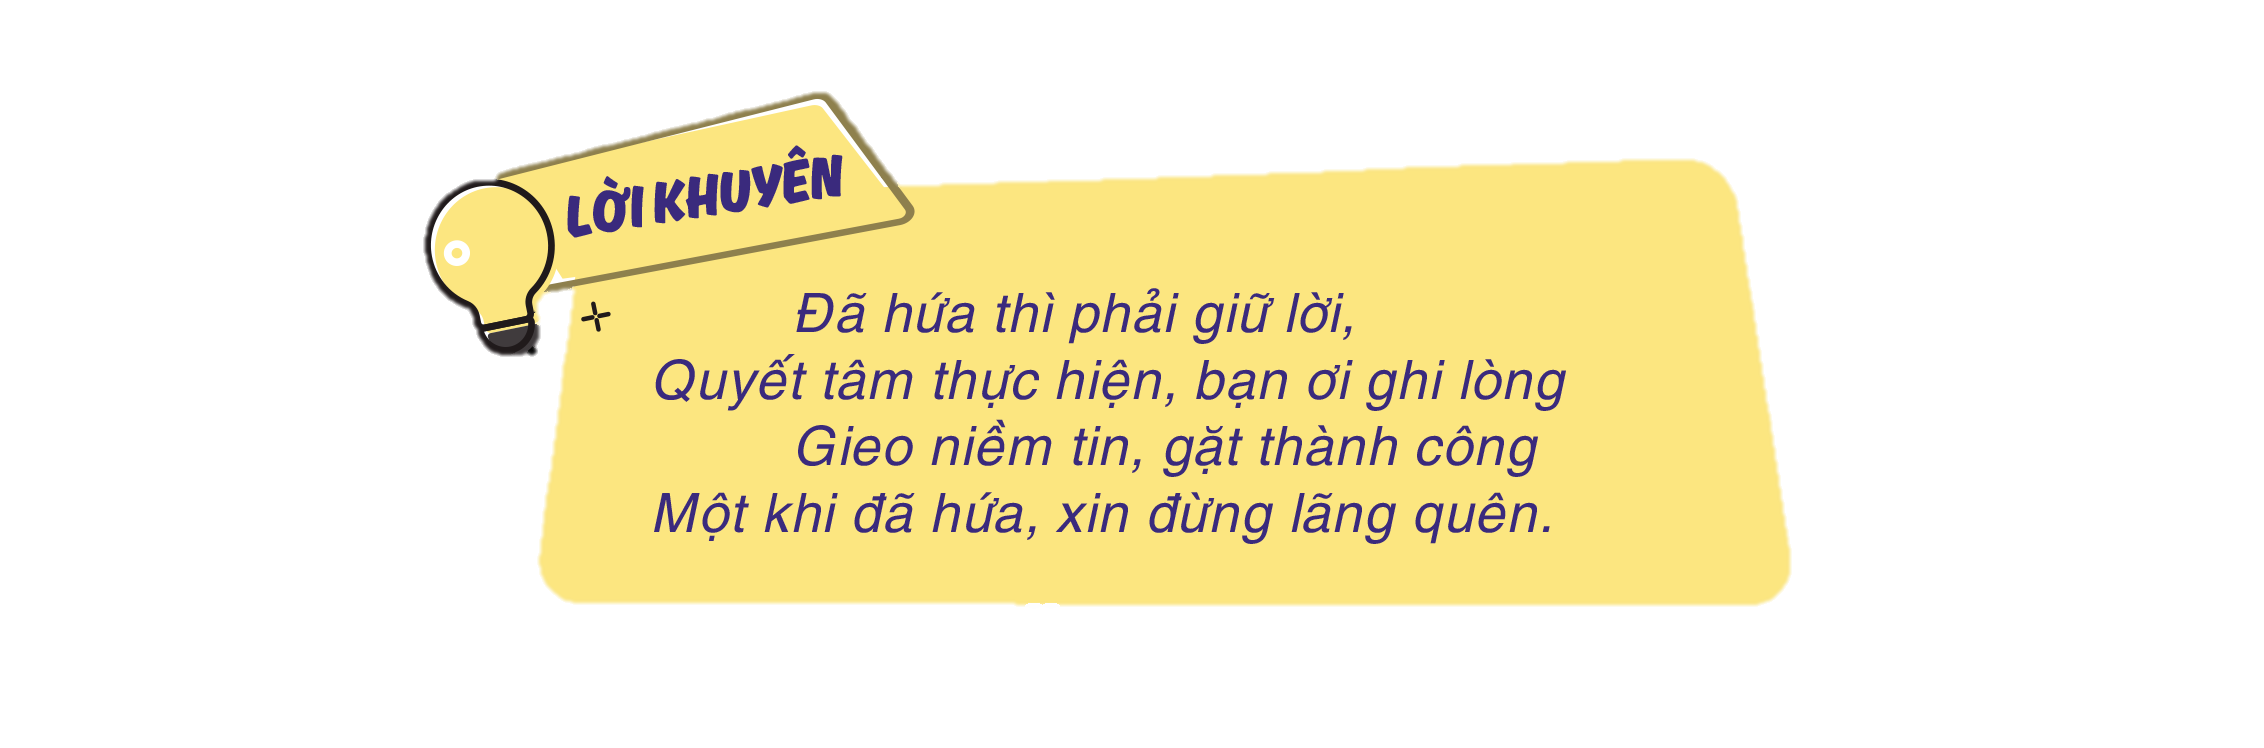 LỜI KHUYÊN
Đã hứa thì phải giữ lời,
Quyết tâm thực hiện, bạn ơi ghi lòng
Gieo niềm tin, gặt thành công
Một khi đã hứa, xin đừng lãng quên.